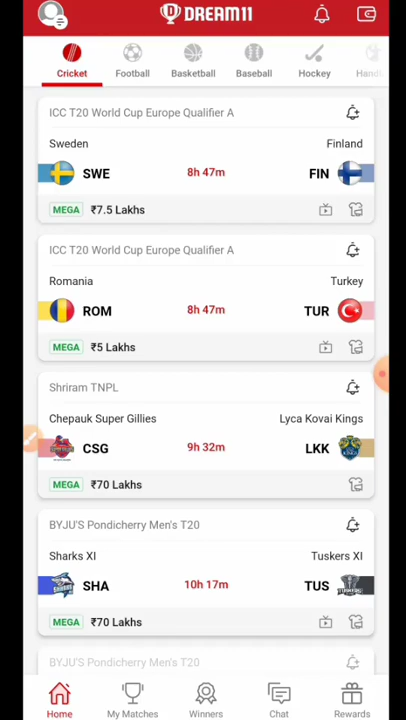 DREAM11
Cricket
Football
Basketball
Baseball
Hockey
Hand
ICC T20 World Cup Europe Qualifier A
Sweden
Finland
SWE
8h 47m
FIN
MEGA
₹7.5 Lakhs
ICC T20 World Cup Europe Qualifier A
Romania
Turkey
ROM
8h 47m
TUR
MEGA
₹5 Lakhs
Shriram TNPL
Chepauk Super Gillies
Lyca Kovai Kings
CSG
9h 32m
LKK
MEGA
₹70 Lakhs
BYJU'S Pondicherry Men's T20
Sharks XI
Tuskers XI
SHA
10h 17m
TUS
MEGA
₹70 Lakhs
BYJU'S Pondicherry Men's T20
Home
My Matches
Winners
Chat
Rewards